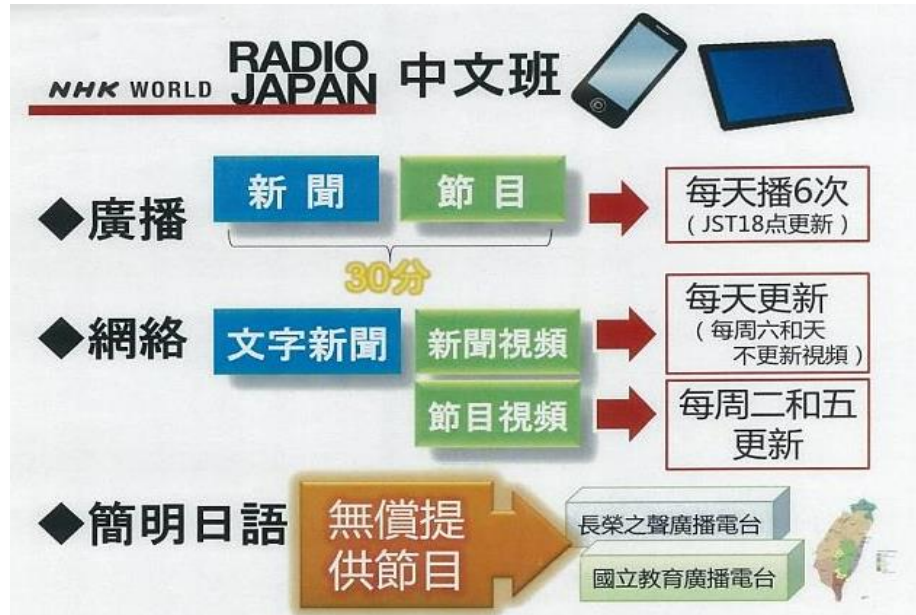 NHK WORLD RADIO JAPAN 中文班
◆廣播
新聞
節目
30分
每天播6次
(JST18点更新)
◆網絡
文字新聞
新聞視頻
節目視頻
每天更新
(每周六和天
不更新視頻)
每周二和五
更新
◆簡明日語
無償提
供節目
長榮之聲廣播電台
國立教育廣播電台